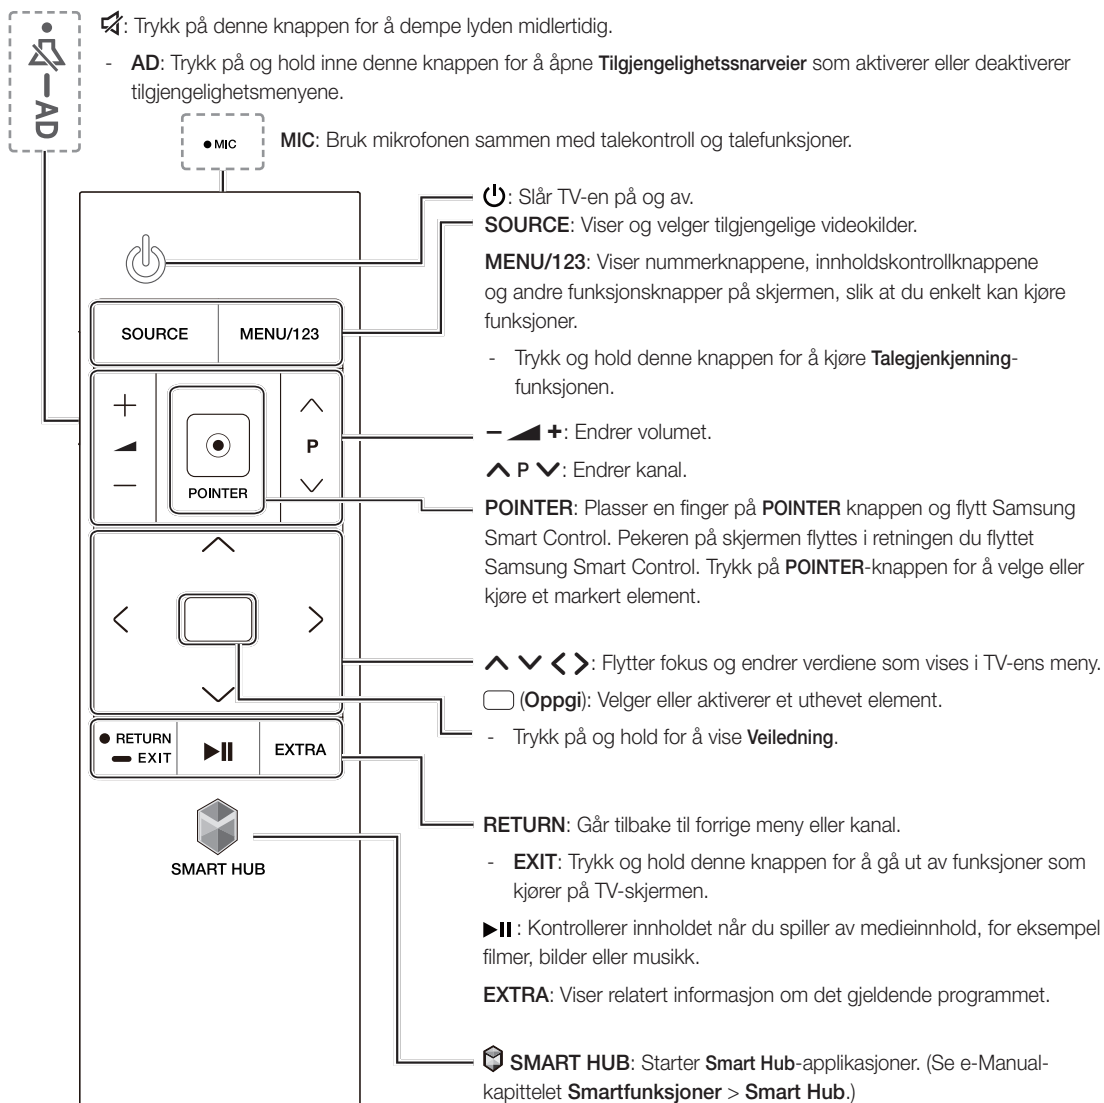 : Trykk på denne knappen for å dempe lyden midlertidig.
- AD: Trykk på og hold inne denne knappen for å åpne Tilgjengelighetssnarveier som aktiverer eller deaktiverer
tilgjengelighetsmenyene.
AD
MIC
MIC: Bruk mikrofonen sammen med talekontroll og talefunksjoner.
: Slår TV-en på og av.
SOURCE: Viser og velger tilgjengelige videokilder.
MENU/123: Viser nummerknappene, innholdskontrollknappene
og andre funksjonsknapper på skjermen, slik at du enkelt kan kjøre
funksjoner.
- Trykk og hold denne knappen for å kjøre Talegjenkjenning-
funksjonen.
SOURCE
MENU/123
P
POINTER
− +: Endrer volumet.
P : Endrer kanal.
POINTER: Plasser en finger på POINTER knappen og flytt Samsung
Smart Control. Pekeren på skjermen flyttes i retningen du flyttet
Samsung Smart Control. Trykk på POINTER-knappen for å velge eller
kjøre et markert element.
: Flytter fokus og endrer verdiene som vises i TV-ens meny.
(Oppgi): Velger eller aktiverer et uthevet element.
- Trykk på og hold for å vise Veiledning.
RETURN
EXIT
EXTRA
SMART HUB
RETURN: Går tilbake til forrige meny eller kanal.
- EXIT: Trykk og hold denne knappen for å gå ut av funksjoner som
kjører på TV-skjermen.
: Kontrollerer innholdet når du spiller av medieinnhold, for eksempel
filmer, bilder eller musikk.
EXTRA: Viser relatert informasjon om det gjeldende programmet.
SMART HUB: Starter Smart Hub-applikasjoner. (Se e-Manual-
kapittelet Smartfunksjoner > Smart Hub.)